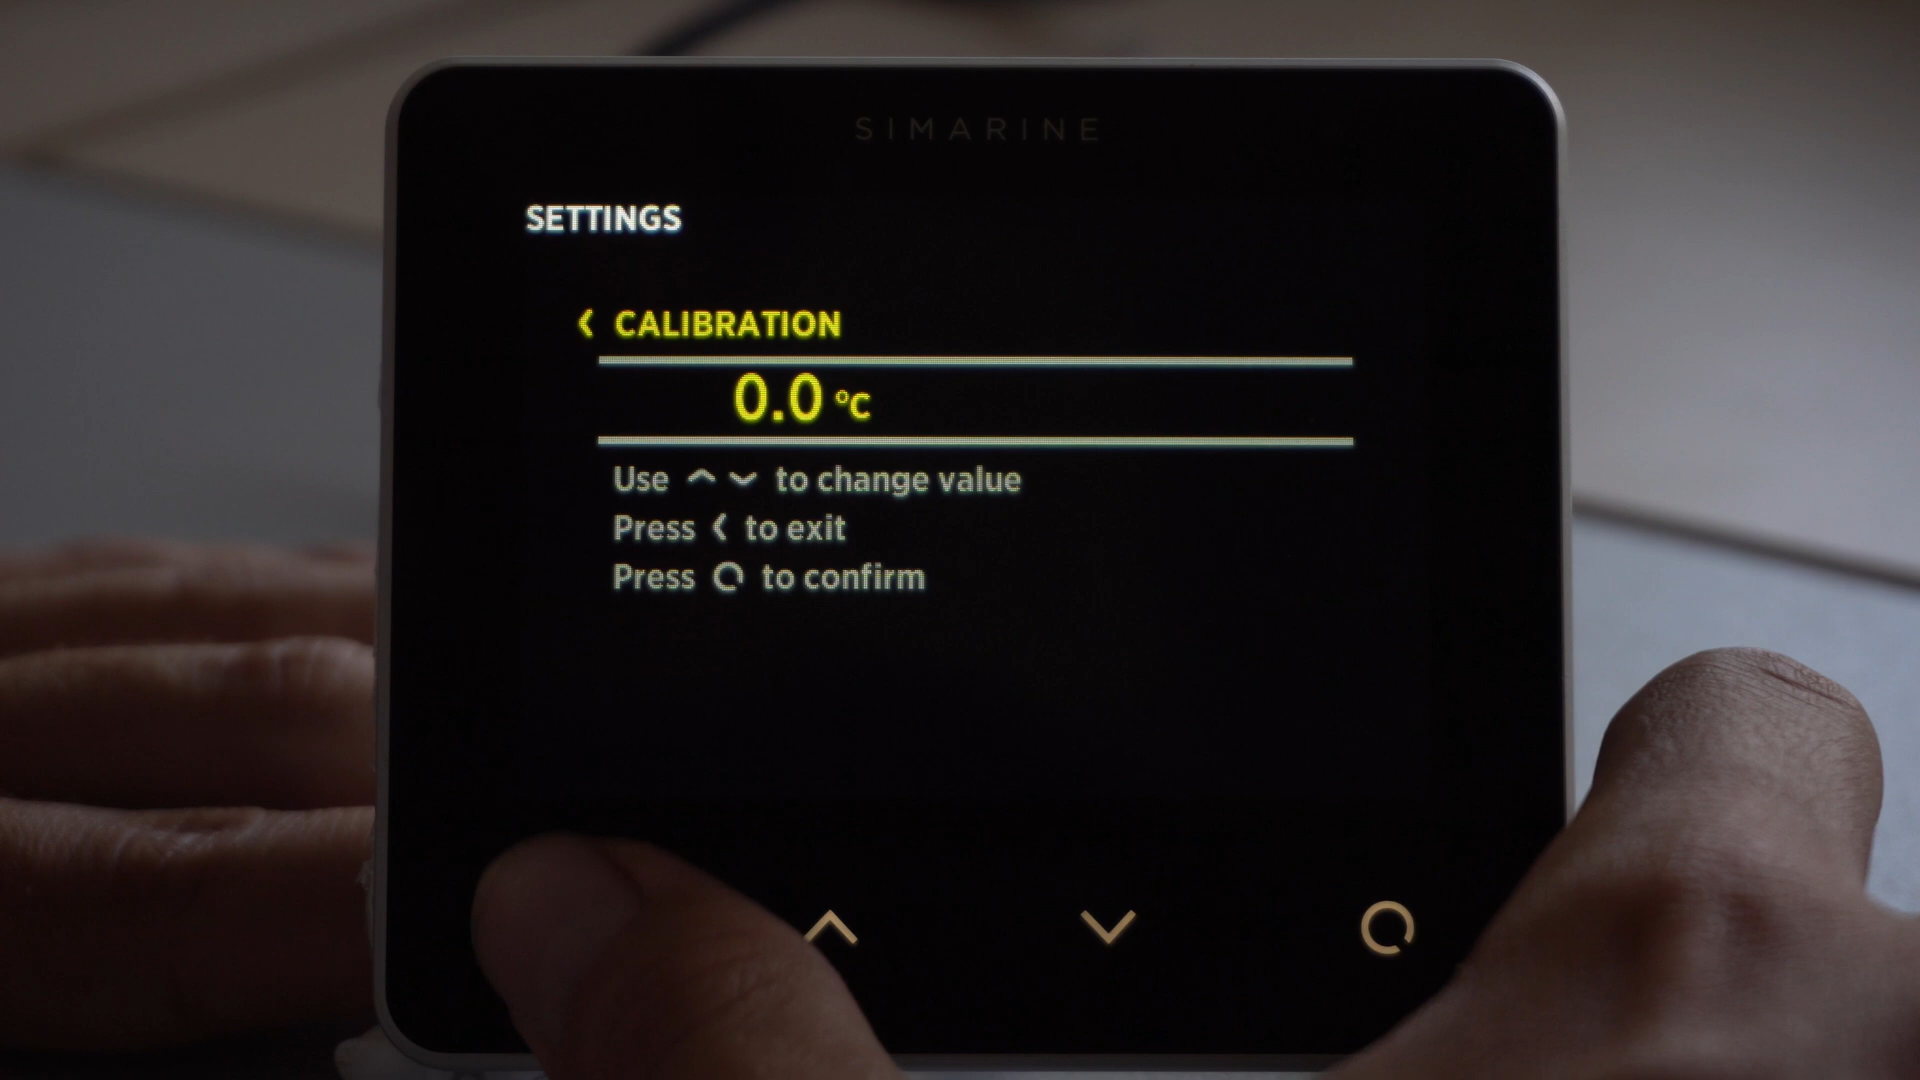 SIMARINE
SETTINGS
‹ CALIBRATION
0.0 °C
Use ^ ⌄ to change value
Press ‹ to exit
Press O to confirm